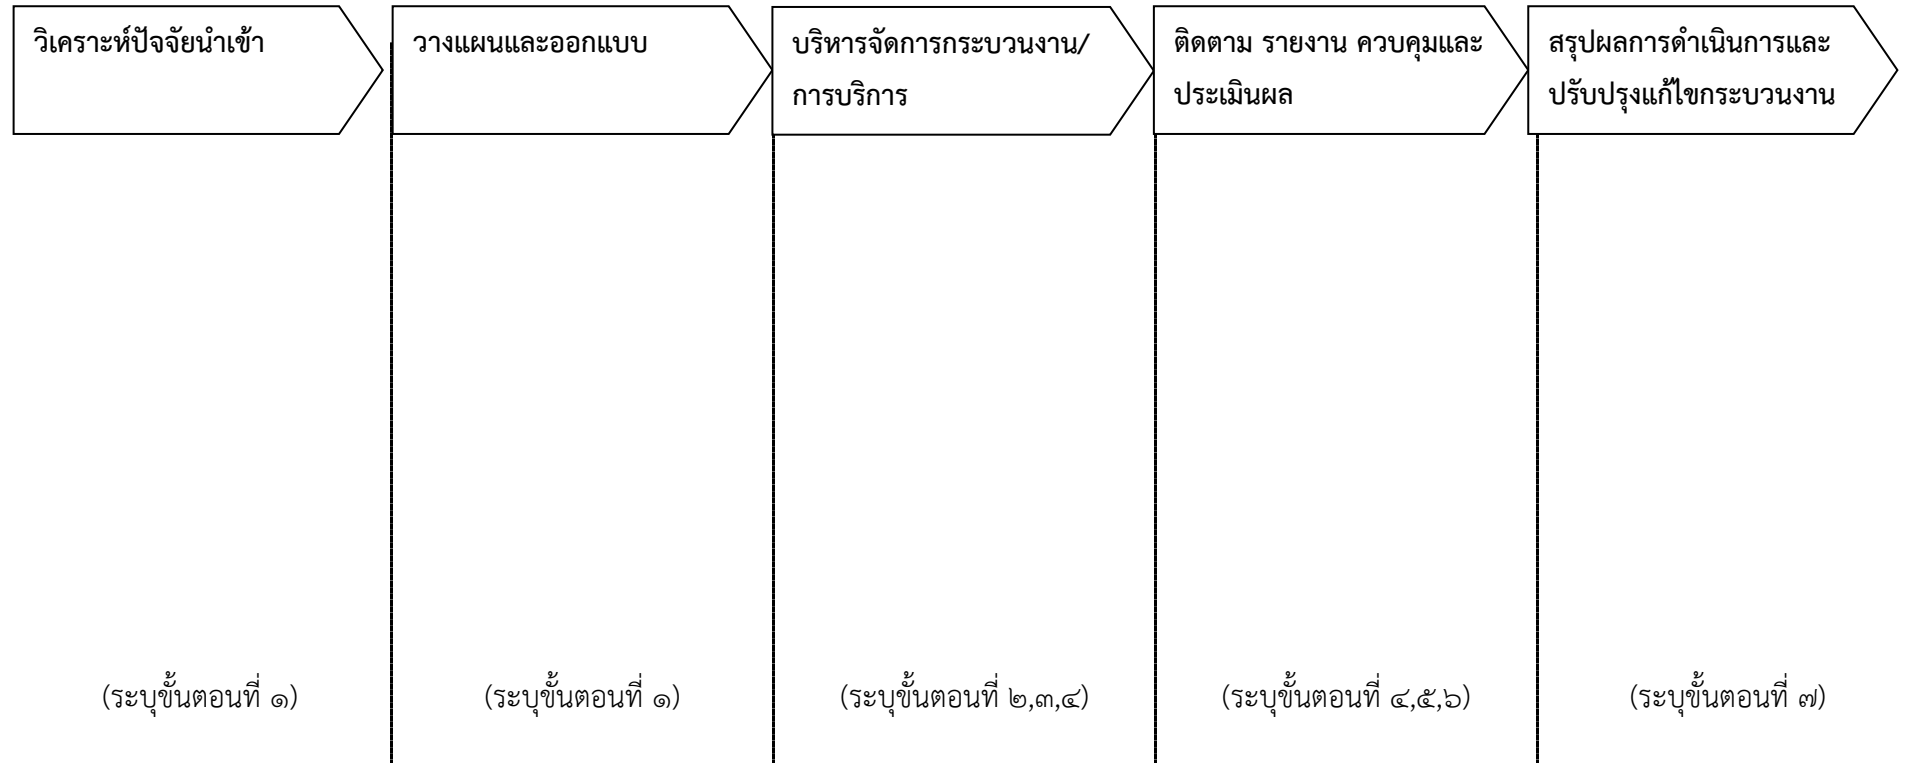 วิเคราะห์ปัจจัยนำเข้า
วางแผนและออกแบบ
บริหารจัดการกระบวนงาน/
การบริการ
ติดตาม รายงาน ควบคุมและ
ประเมินผล
สรุปผลการดำเนินการและ
ปรับปรุงแก้ไขกระบวนงาน
(ระบุขั้นตอนที่ ๑)
(ระบุขั้นตอนที่ ๑)
(ระบุขั้นตอนที่ ๒,๓,๔)
(ระบุขั้นตอนที่ ๔,๕,๖)
(ระบุขั้นตอนที่ ๗)